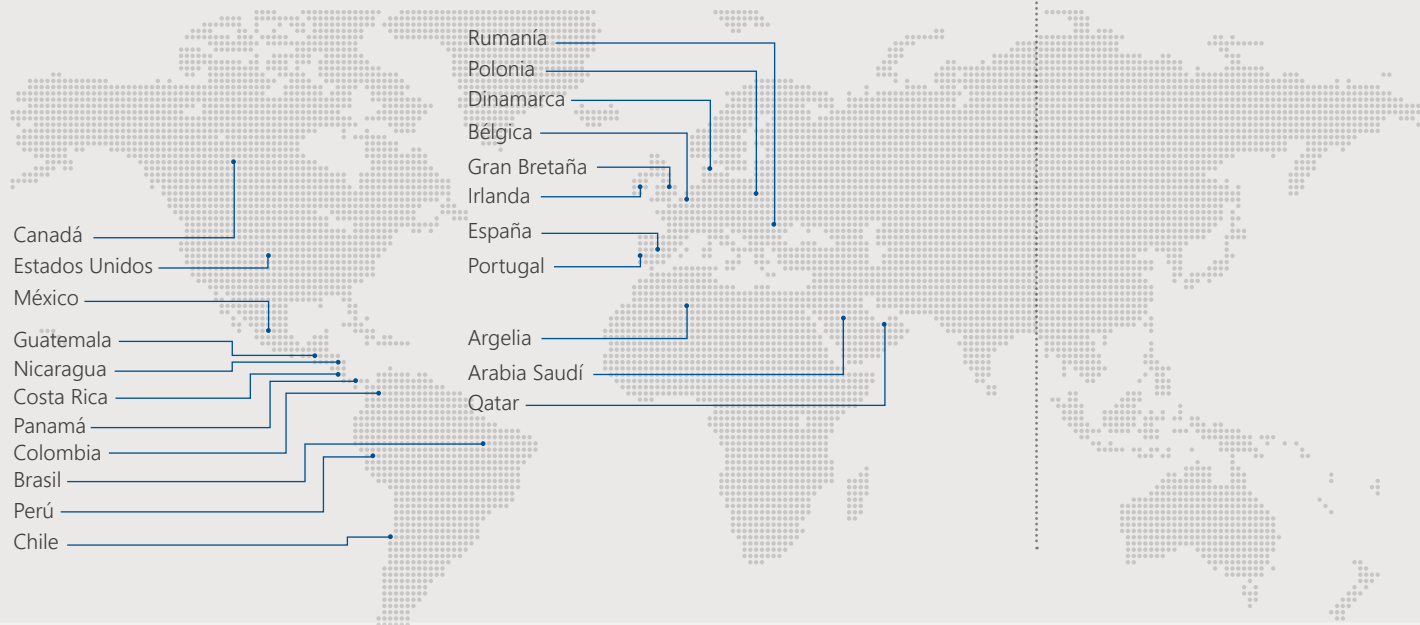 Canadá
Estados Unidos
México
Guatemala
Nicaragua
Costa Rica
Panamá
Colombia
Brasil
Perú
Chile
Rumanía
Polonia
Dinamarca
Bélgica
Gran Bretaña
Irlanda
España
Portugal
Argelia
Arabia Saudí
Qatar